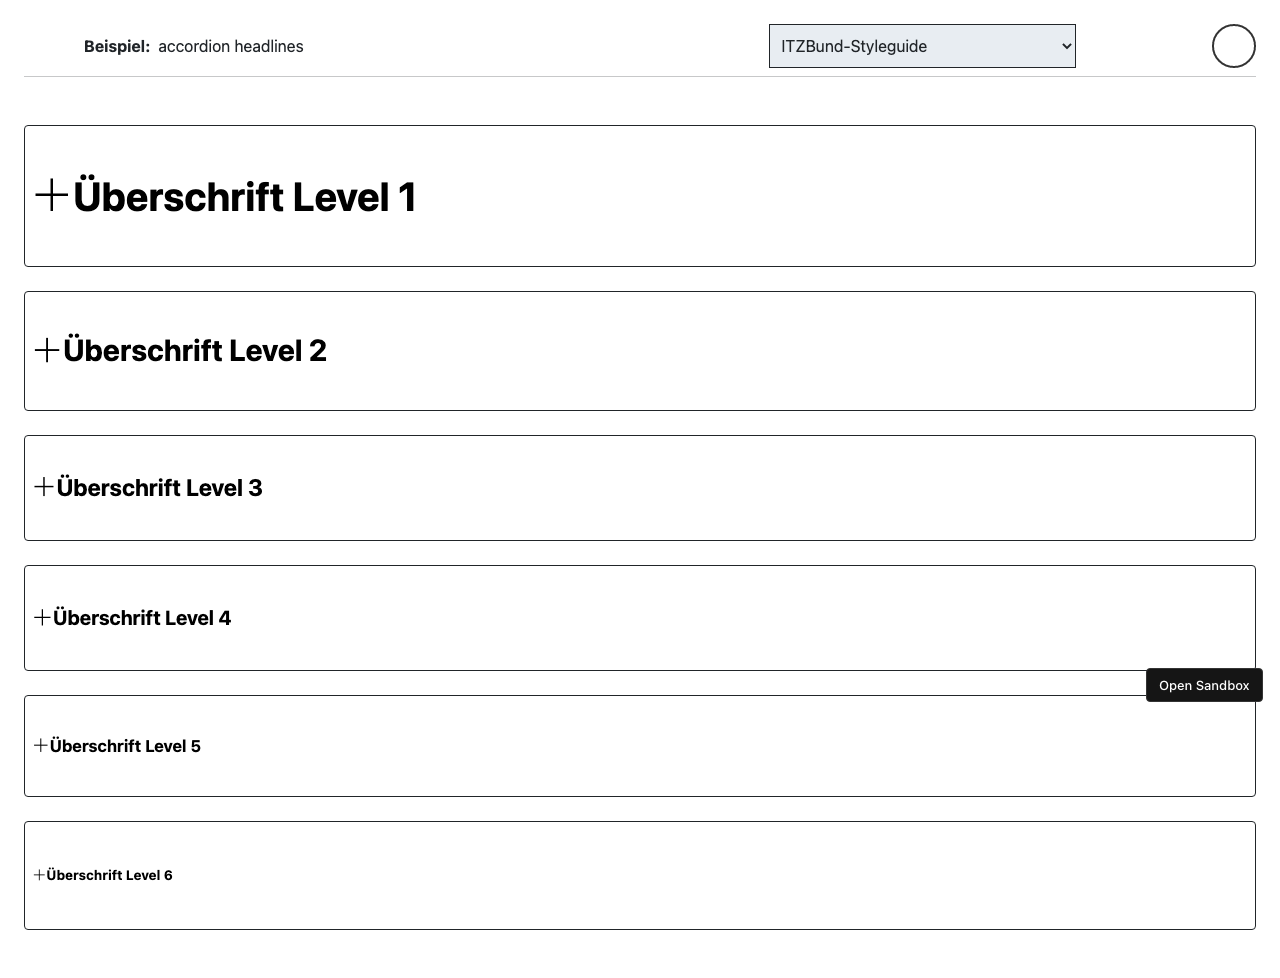 Beispiel: accordion headlines
ITZBund-Styleguide
Überschrift Level 1
Überschrift Level 2
Überschrift Level 3
Überschrift Level 4
Open Sandbox
Überschrift Level 5
Überschrift Level 6